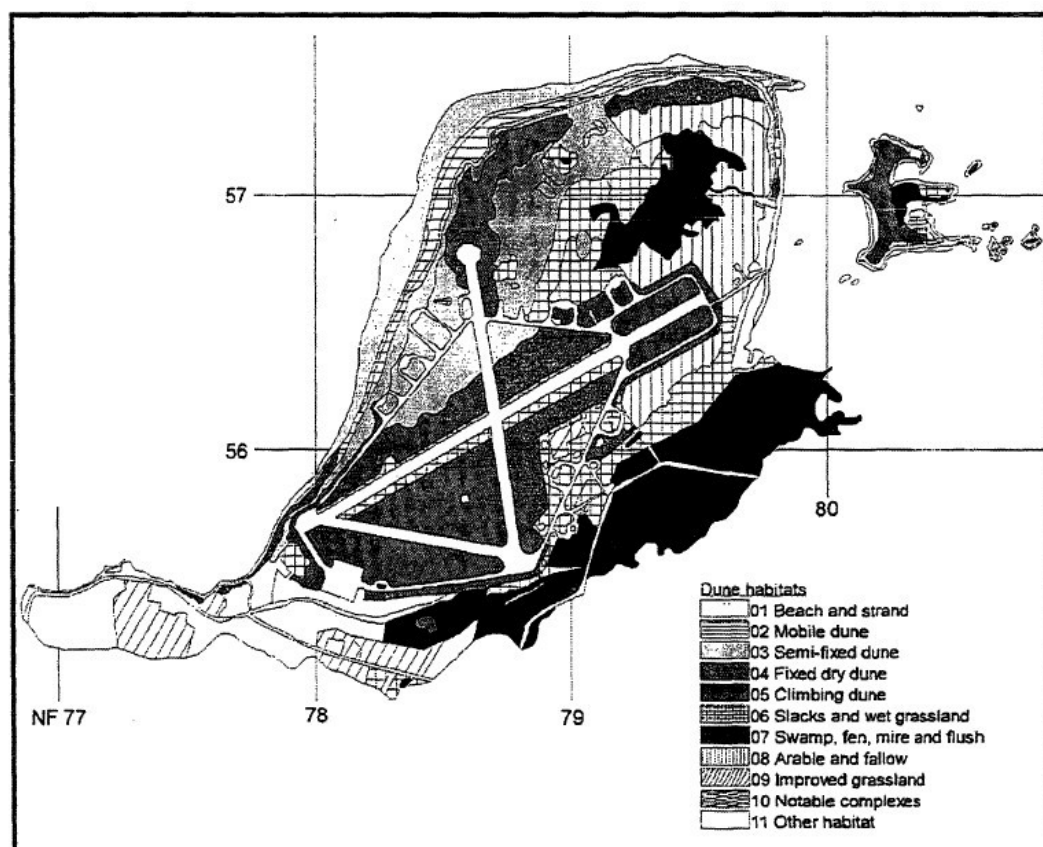 57
56
80
NF 77
78
79
Dune habitats
01 Beach and strand
02 Mobile dune
03 Semi-fixed dune
04 Fixed dry dune
05 Climbing dune
06 Slacks and wet grassland
07 Swamp, fen, mire and flush
08 Arable and fallow
09 Improved grassland
10 Notable complexes
11 Other habitat